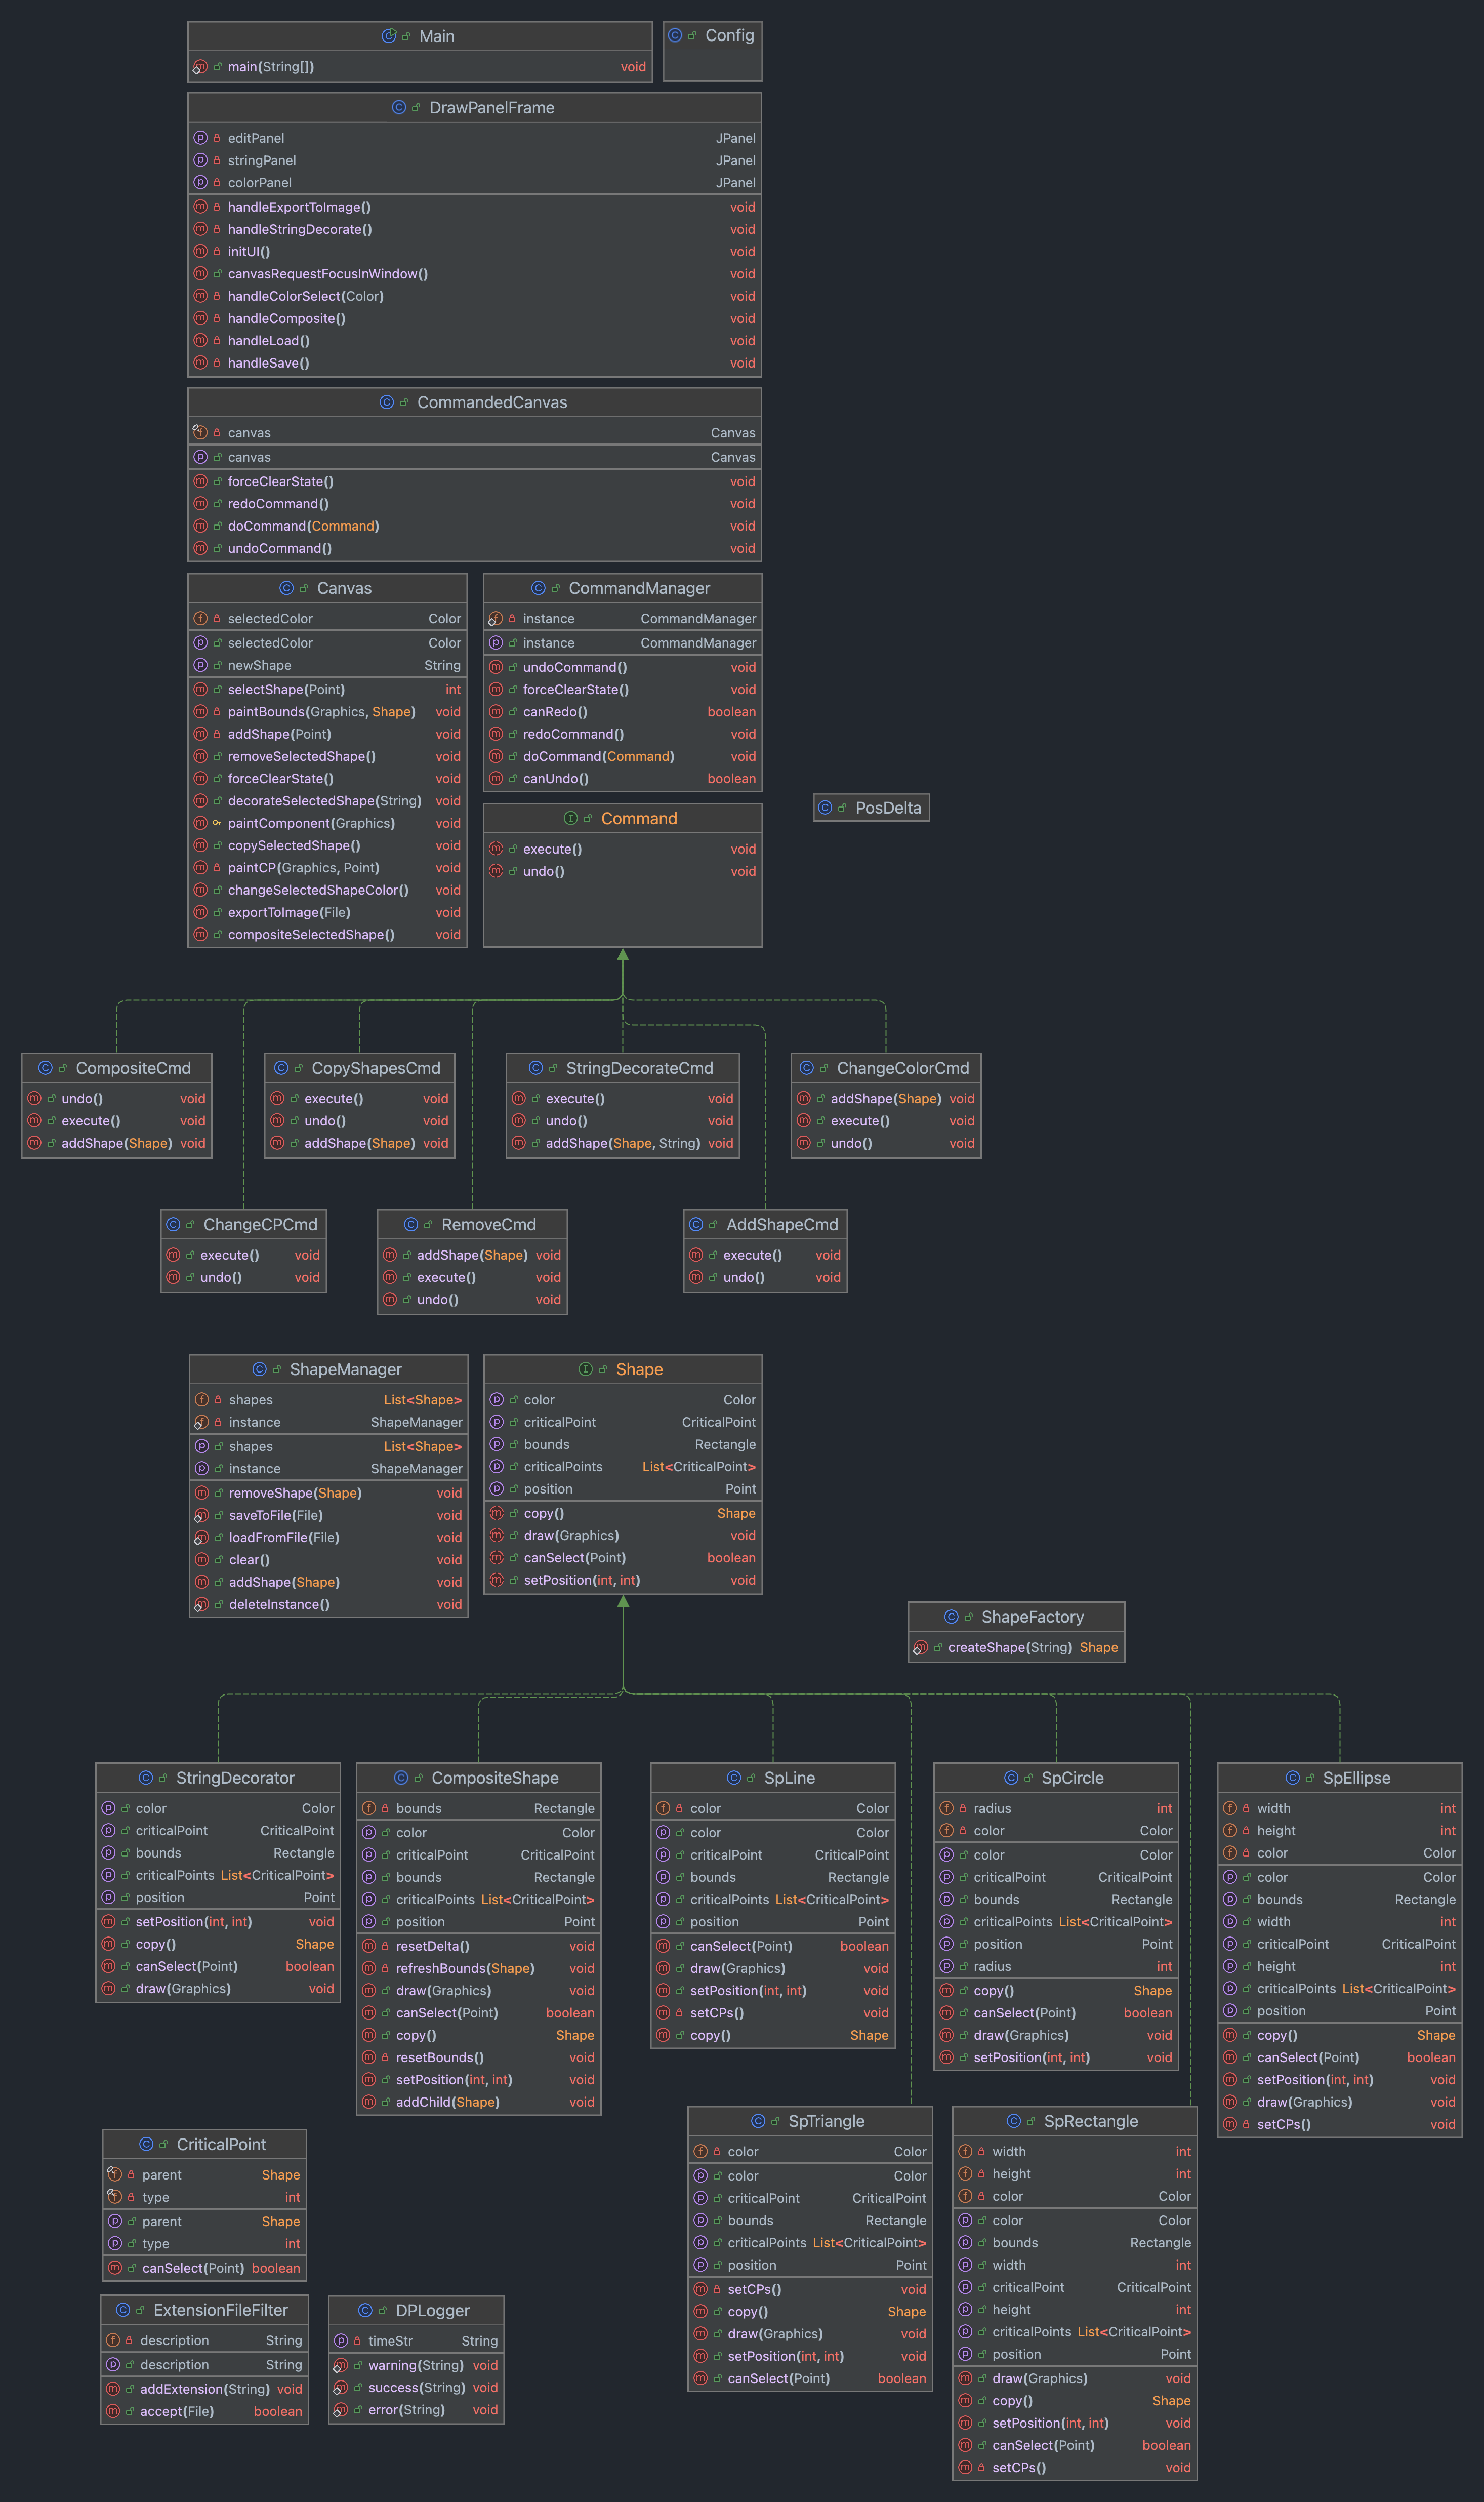 Main
main(String[]) void
Config
DrawPanelFrame
editPanel JPanel
stringPanel JPanel
colorPanel JPanel
handleExportToImage() void
handleStringDecorate() void
initUI() void
canvasRequestFocusInWindow() void
handleColorSelect(Color) void
handleComposite() void
handleLoad() void
handleSave() void
CommandedCanvas
canvas Canvas
canvas Canvas
forceClearState() void
redoCommand() void
doCommand(Command) void
undoCommand() void
Canvas
selectedColor Color
selectedColor Color
newShape String
selectShape(Point) int
paintBounds(Graphics, Shape) void
addShape(Point) void
removeSelectedShape() void
forceClearState() void
decorateSelectedShape(String) void
paintComponent(Graphics) void
copySelectedShape() void
paintCP(Graphics, Point) void
changeSelectedShapeColor() void
exportToImage(File) void
compositeSelectedShape() void
CommandManager
instance CommandManager
instance CommandManager
undoCommand() void
forceClearState() void
canRedo() boolean
redoCommand() void
doCommand(Command) void
canUndo() boolean
Command
execute() void
undo() void
PosDelta
CompositeCmd
undo() void
execute() void
addShape(Shape) void
CopyShapesCmd
execute() void
undo() void
addShape(Shape) void
StringDecorateCmd
execute() void
undo() void
addShape(Shape, String) void
ChangeColorCmd
addShape(Shape) void
execute() void
undo() void
ChangeCPCmd
execute() void
undo() void
RemoveCmd
addShape(Shape) void
execute() void
undo() void
AddShapeCmd
execute() void
undo() void
ShapeManager
shapes List<Shape>
instance ShapeManager
shapes List<Shape>
instance ShapeManager
removeShape(Shape) void
saveToFile(File) void
loadFromFile(File) void
clear() void
addShape(Shape) void
deleteInstance() void
Shape
color Color
criticalPoint CriticalPoint
bounds Rectangle
criticalPoints List<CriticalPoint>
position Point
copy() Shape
draw(Graphics) void
canSelect(Point) boolean
setPosition(int, int) void
ShapeFactory
createShape(String) Shape
StringDecorator
color Color
criticalPoint CriticalPoint
bounds Rectangle
criticalPoints List<CriticalPoint>
position Point
setPosition(int, int) void
copy() Shape
canSelect(Point) boolean
draw(Graphics) void
CompositeShape
bounds Rectangle
color Color
criticalPoint CriticalPoint
bounds Rectangle
criticalPoints List<CriticalPoint>
position Point
resetDelta() void
refreshBounds(Shape) void
draw(Graphics) void
canSelect(Point) boolean
copy() Shape
resetBounds() void
setPosition(int, int) void
addChild(Shape) void
SpLine
color Color
color Color
criticalPoint CriticalPoint
bounds Rectangle
criticalPoints List<CriticalPoint>
position Point
canSelect(Point) boolean
draw(Graphics) void
setPosition(int, int) void
setCPs() void
copy() Shape
SpCircle
radius int
color Color
color Color
criticalPoint CriticalPoint
bounds Rectangle
criticalPoints List<CriticalPoint>
position Point
radius int
copy() Shape
canSelect(Point) boolean
draw(Graphics) void
setPosition(int, int) void
SpEllipse
width int
height int
color Color
color Color
bounds Rectangle
width int
criticalPoint CriticalPoint
height int
criticalPoints List<CriticalPoint>
position Point
copy() Shape
canSelect(Point) boolean
setPosition(int, int) void
draw(Graphics) void
setCPs() void
CriticalPoint
parent Shape
type int
parent Shape
type int
canSelect(Point) boolean
SpTriangle
color Color
color Color
criticalPoint CriticalPoint
bounds Rectangle
criticalPoints List<CriticalPoint>
position Point
setCPs() void
copy() Shape
draw(Graphics) void
setPosition(int, int) void
canSelect(Point) boolean
SpRectangle
width int
height int
color Color
color Color
bounds Rectangle
width int
criticalPoint CriticalPoint
height int
criticalPoints List<CriticalPoint>
position Point
draw(Graphics) void
copy() Shape
setPosition(int, int) void
canSelect(Point) boolean
setCPs() void
ExtensionFileFilter
description String
description String
addExtension(String) void
accept(File) boolean
DPLogger
timeStr String
warning(String) void
success(String) void
error(String) void